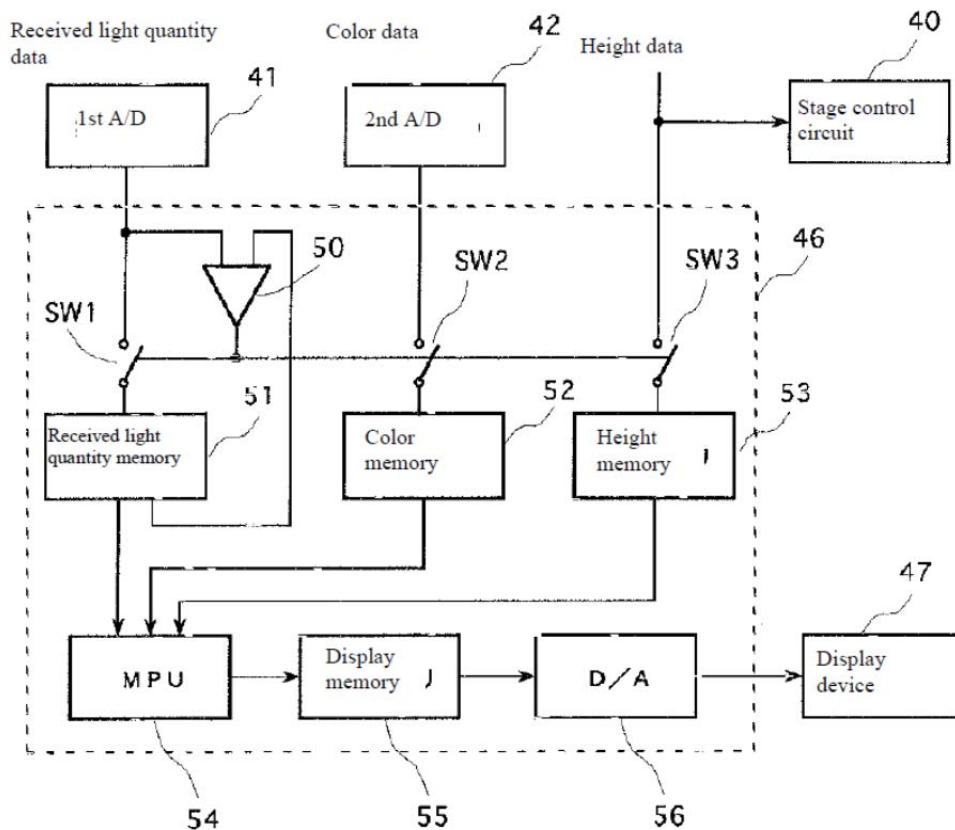 Received light quantity
data
Color data
Height data
42
40
41
1st A/D
2nd A/D
Stage control
circuit
50
SW2
SW3
46
SW1
51
52
53
Received light
quantity memory
Color
memory
Height
memory
47
MPU
Display
memory
D/A
Display
device
54
55
56